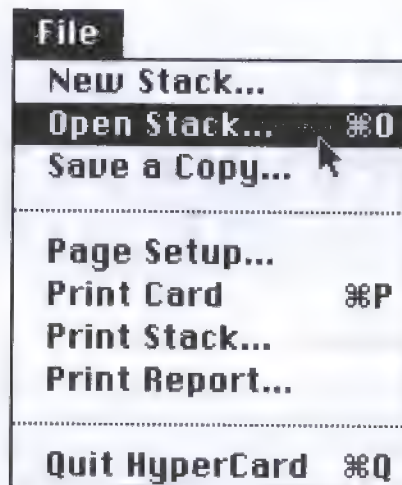 File
New Stack...
Open Stack... ⌘O
Save a Copy...
Page Setup...
Print Card ⌘P
Print Stack...
Print Report...
Quit HyperCard ⌘Q